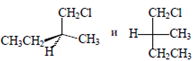 CH₂Cl
CH₃CH₂ CH₃
H
и
CH₂Cl
H CH₃
CH₂CH₃